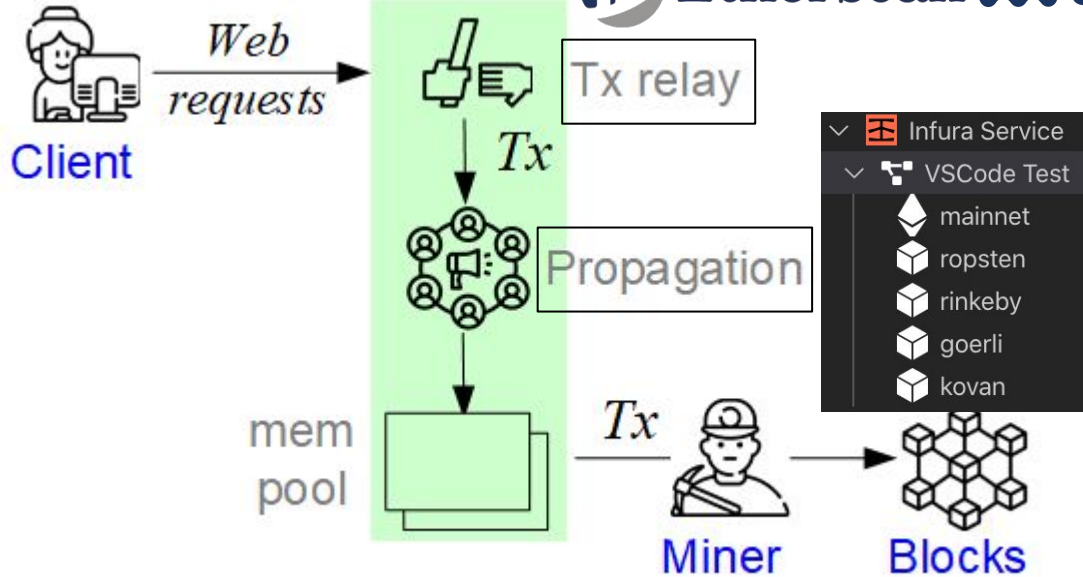 Etherscan
Web
requests
Tx relay
Client
Tx
Infura Service
VSCode Test
mainnet
ropsten
rinkeby
goerli
kovan
Propagation
mem
pool
Tx
Miner
Blocks